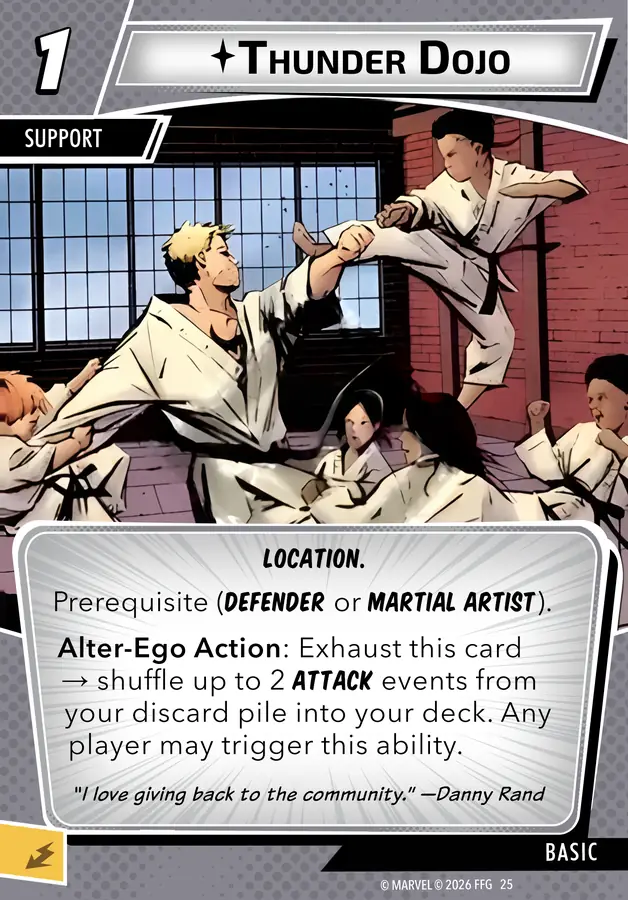 1
✦THUNDER DOJO
SUPPORT
LOCATION.
Prerequisite (DEFENDER or MARTIAL ARTIST).
Alter-Ego Action: Exhaust this card
→ shuffle up to 2 ATTACK events from
your discard pile into your deck. Any
player may trigger this ability.
"I love giving back to the community." —Danny Rand
BASIC
© MARVEL © 2026 FFG 25